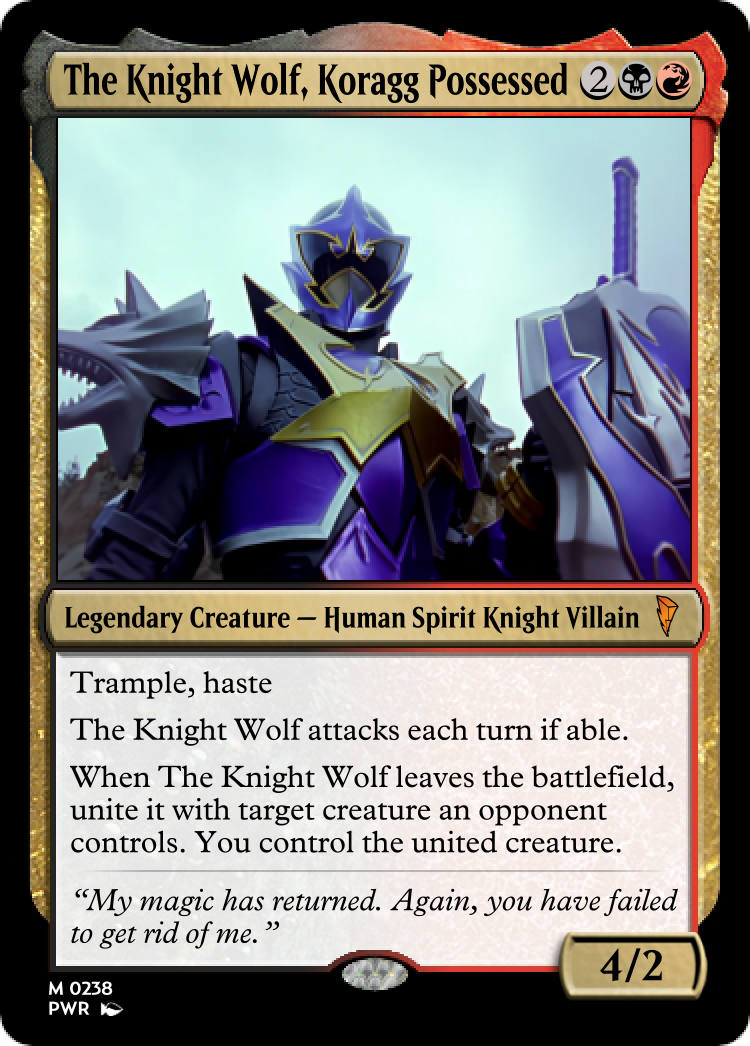 The Knight Wolf, Koragg Possessed 2
Legendary Creature — Human Spirit Knight Villain
Trample, haste
The Knight Wolf attacks each turn if able.
When The Knight Wolf leaves the battlefield,
unite it with target creature an opponent
controls. You control the united creature.
“My magic has returned. Again, you have failed
to get rid of me.”
4/2
M 0238
PWR